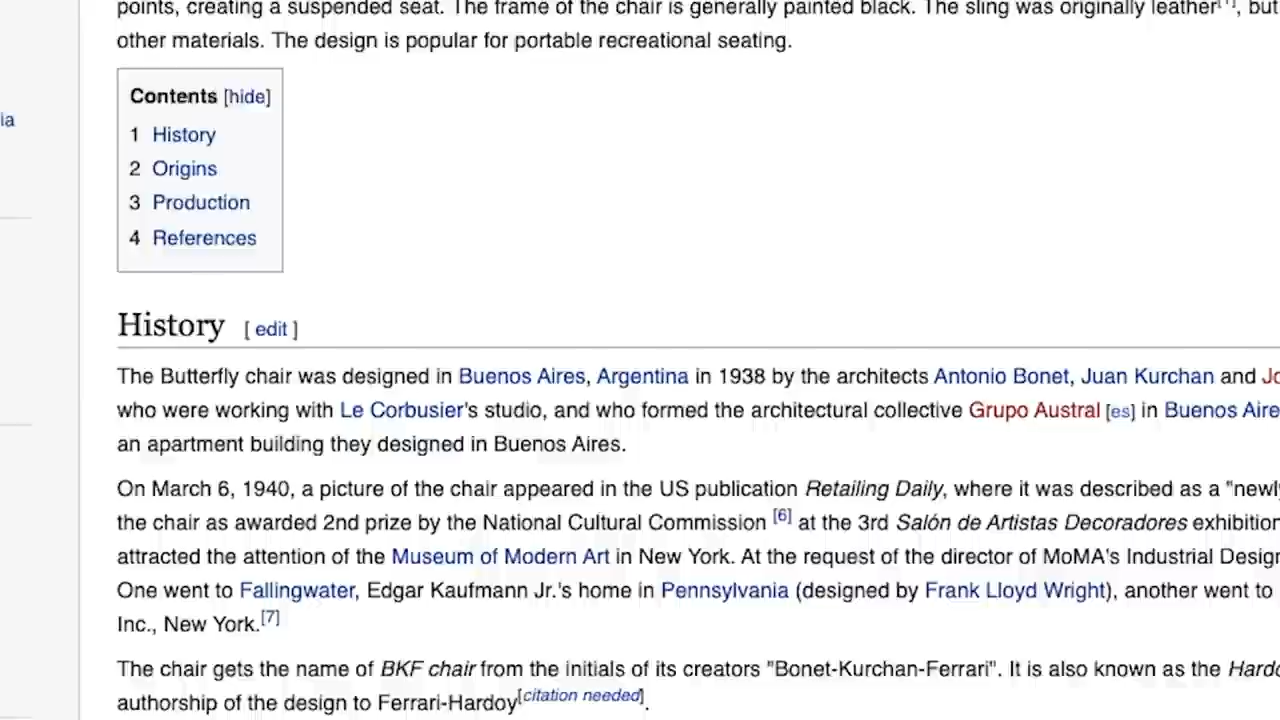 points, creating a suspended seat. The frame of the chair is generally painted black. The sling was originally leather[1], but
other materials. The design is popular for portable recreational seating.
Contents [hide]
1 History
2 Origins
3 Production
4 References
ia
History [ edit ]
The Butterfly chair was designed in Buenos Aires, Argentina in 1938 by the architects Antonio Bonet, Juan Kurchan and
who were working with Le Corbusier's studio, and who formed the architectural collective Grupo Austral [es] in Buenos Aire
an apartment building they designed in Buenos Aires.
On March 6, 1940, a picture of the chair appeared in the US publication Retailing Daily, where it was described as a "newly
the chair as awarded 2nd prize by the National Cultural Commission [6] at the 3rd Salón de Artistas Decoradores exhibition
attracted the attention of the Museum of Modern Art in New York. At the request of the director of MoMA's Industrial Design
One went to Fallingwater, Edgar Kaufmann Jr.'s home in Pennsylvania (designed by Frank Lloyd Wright), another went to
Inc., New York.[7]
The chair gets the name of BKF chair from the initials of its creators "Bonet-Kurchan-Ferrari". It is also known as the Hardo
authorship of the design to Ferrari-Hardoy[citation needed].